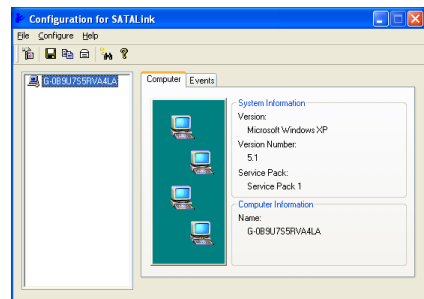 Configuration for SATALink
File Configure Help
G-0B9U7S5RVA4LA
Computer Events
System Information
Version:
Microsoft Windows XP
Version Number:
5.1
Service Pack:
Service Pack 1
Computer Information
Name:
G-0B9U7S5RVA4LA